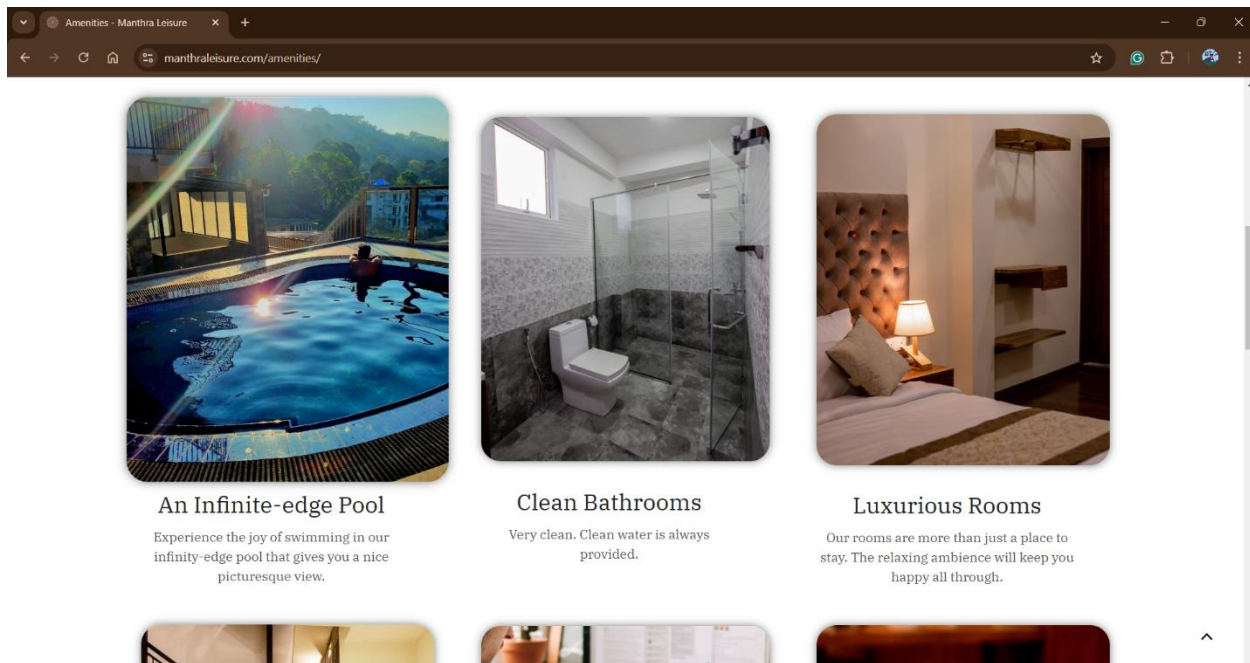 Amenities - Manthra Leisure
manthraleisure.com/amenities/
An Infinite-edge Pool
Experience the joy of swimming in our
infinity-edge pool that gives you a nice
picturesque view.
Clean Bathrooms
Very clean. Clean water is always
provided.
Luxurious Rooms
Our rooms are more than just a place to
stay. The relaxing ambience will keep you
happy all through.